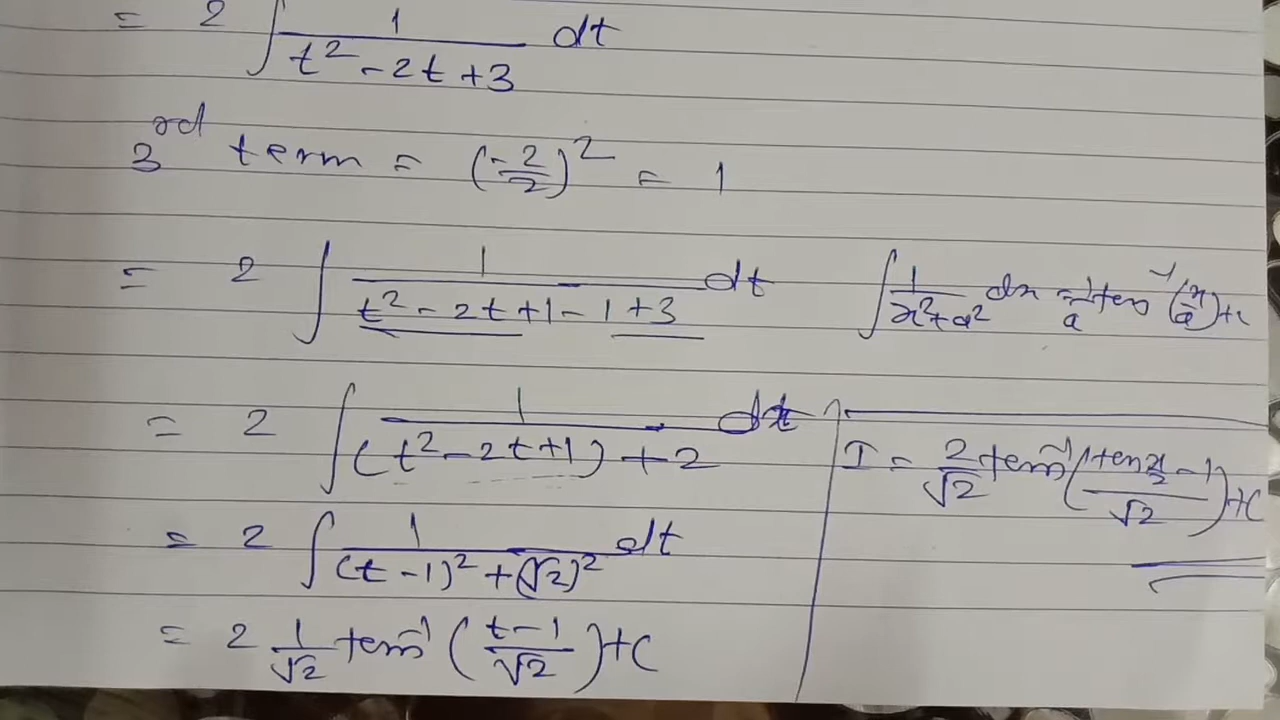 = 2 ∫ 1/(t² - 2t + 3) dt
3rd term = (-2/2)² = 1
= 2 ∫ 1/(t² - 2t + 1 - 1 + 3) dt
∫ 1/(x² + a²) dx = 1/a tan⁻¹(x/a) + c
= 2 ∫ 1/((t² - 2t + 1) + 2) dt
= 2 ∫ 1/((t - 1)² + (√2)²) dt
= 2 1/√2 tan⁻¹((t - 1)/√2) + C
I = 2/√2 tan⁻¹((tan x/2 - 1)/√2) + C